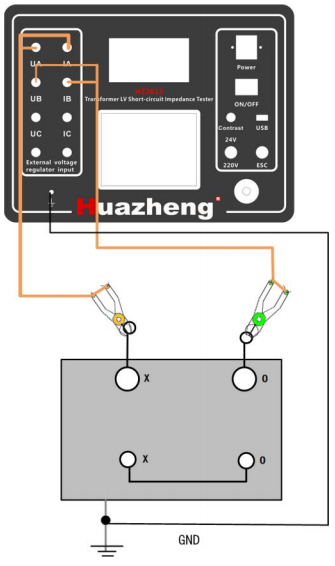 UA IA
HZ2612
Power
UB IB
Transformer LV Short-circuit Impedance Tester
ON/OFF
Contrast USB
UC IC
24V
External voltage
regulator input
220V ESC
Huazheng
X O
X O
GND